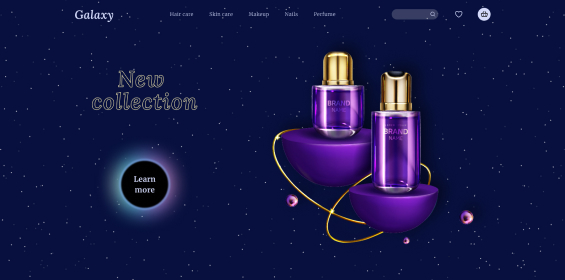 Galaxy
Hair care
Skin care
Makeup
Nails
Perfume
New
collection
Learn
more
BRAND
NAME
BRAND
NAME